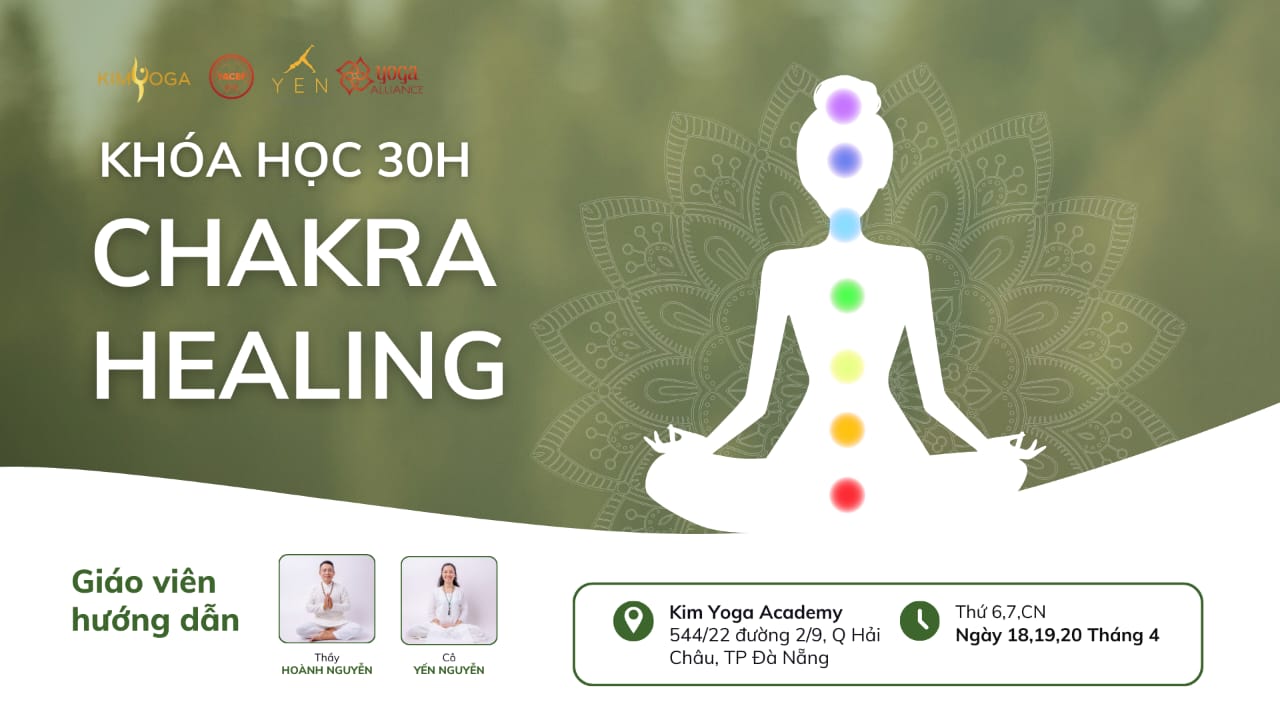 KIMYOGA
YACEP
YEN
yoga
ALLIANCE
KHÓA HỌC 30H
CHAKRA
HEALING
Giáo viên
hướng dẫn
Thầy
HOÀNH NGUYỄN
Cô
YẾN NGUYỄN
Kim Yoga Academy
544/22 đường 2/9, Q Hải
Châu, TP Đà Nẵng
Thứ 6,7,CN
Ngày 18,19,20 Tháng 4